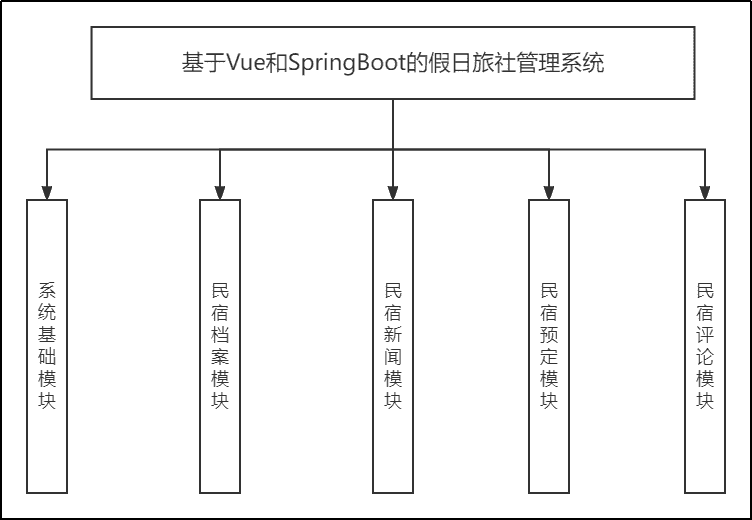 基于Vue和SpringBoot的假日旅社管理系统
系统基础模块
民宿档案模块
民宿新闻模块
民宿预定模块
民宿评论模块